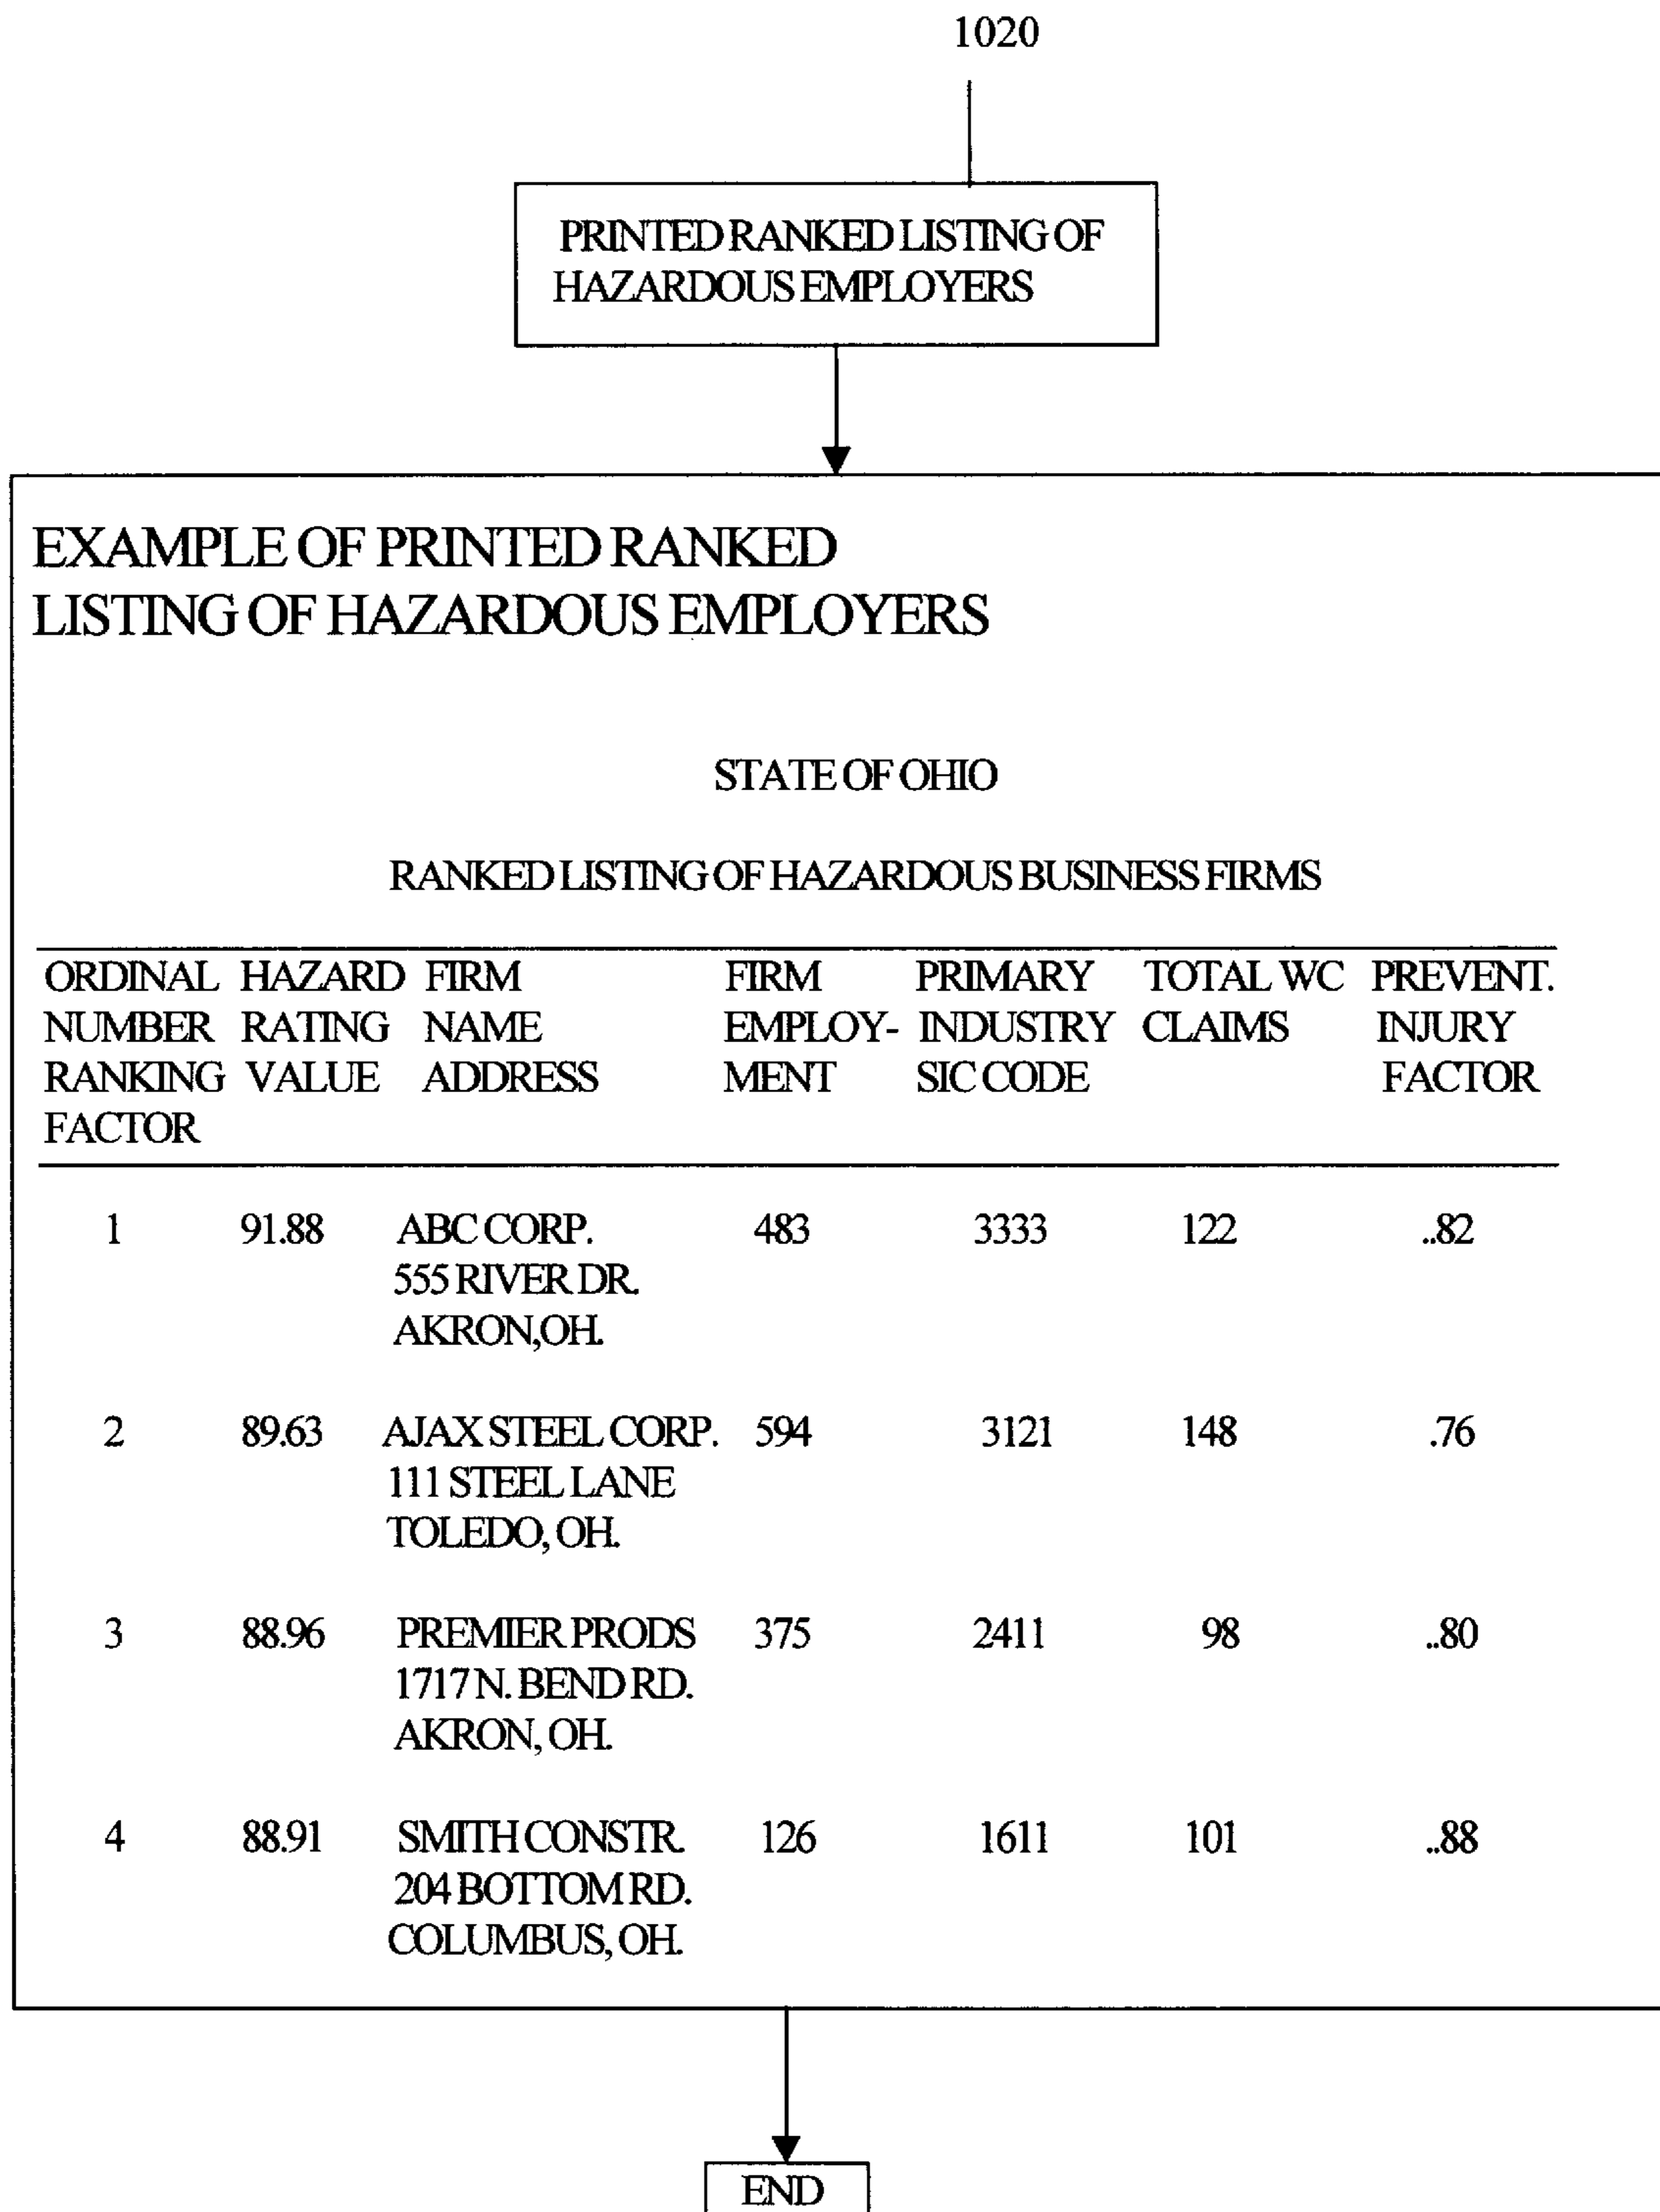 1020
PRINTED RANKED LISTING OF
HAZARDOUS EMPLOYERS
EXAMPLE OF PRINTED RANKED
LISTING OF HAZARDOUS EMPLOYERS
STATE OF OHIO
RANKED LISTING OF HAZARDOUS BUSINESS FIRMS
ORDINAL HAZARD FIRM FIRM PRIMARY TOTAL WC PREVENT.
NUMBER RATING NAME EMPLOY- INDUSTRY CLAIMS INJURY
RANKING VALUE ADDRESS MENT SIC CODE FACTOR
FACTOR
1 91.88 ABC CORP. 483 3333 122 ..82
555 RIVER DR.
AKRON,OH.
2 89.63 AJAX STEEL CORP. 594 3121 148 .76
111 STEEL LANE
TOLEDO, OH.
3 88.96 PREMIER PRODS 375 2411 98 ..80
1717 N. BEND RD.
AKRON, OH.
4 88.91 SMITH CONSTR. 126 1611 101 ..88
204 BOTTOM RD.
COLUMBUS, OH.
END